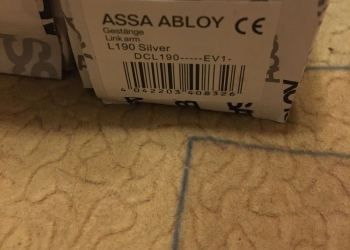 ASSA ABLOY CE
Gestänge
Link arm
L190 Silver
DCL190-----EV1-
4 042203 408326